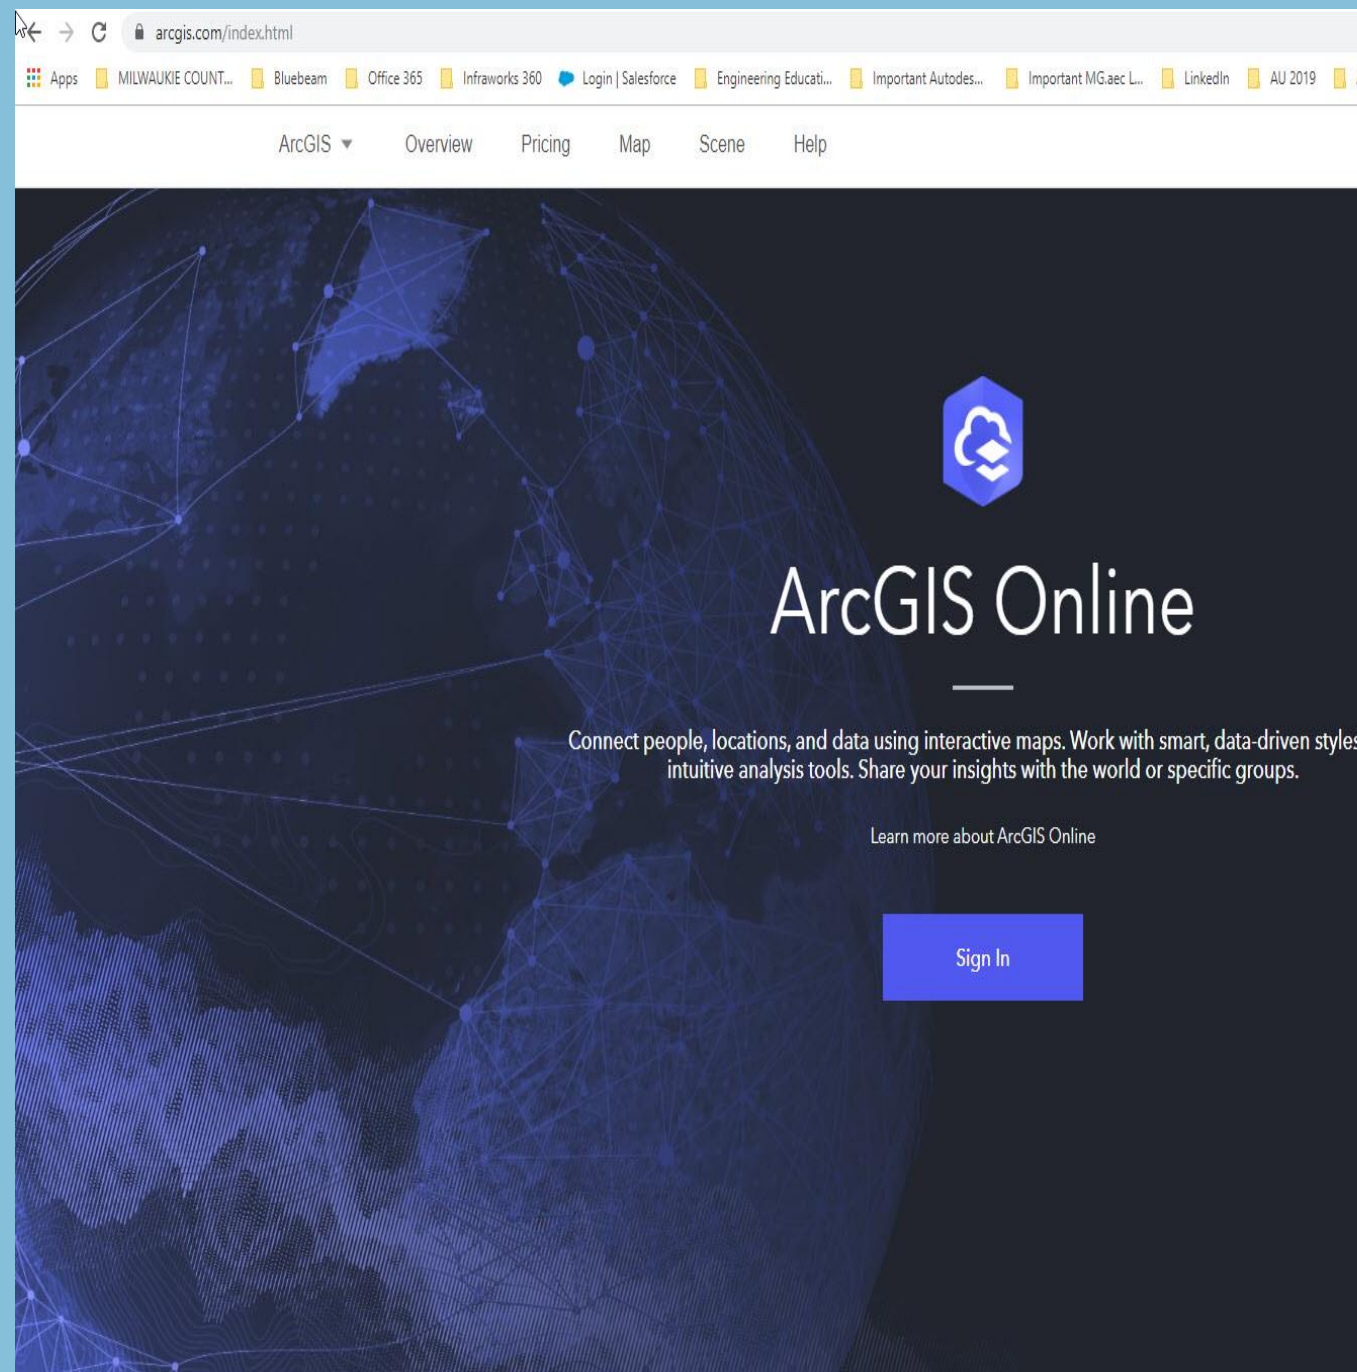 arcgis.com/index.html
Apps MILWAUKIE COUNT... Bluebeam Office 365 Infraworks 360 Login | Salesforce Engineering Educati... Important Autodes... Important MG.aec L... LinkedIn AU 2019
ArcGIS Overview Pricing Map Scene Help
ArcGIS Online
Connect people, locations, and data using interactive maps. Work with smart, data-driven styles
intuitive analysis tools. Share your insights with the world or specific groups.
Learn more about ArcGIS Online
Sign In